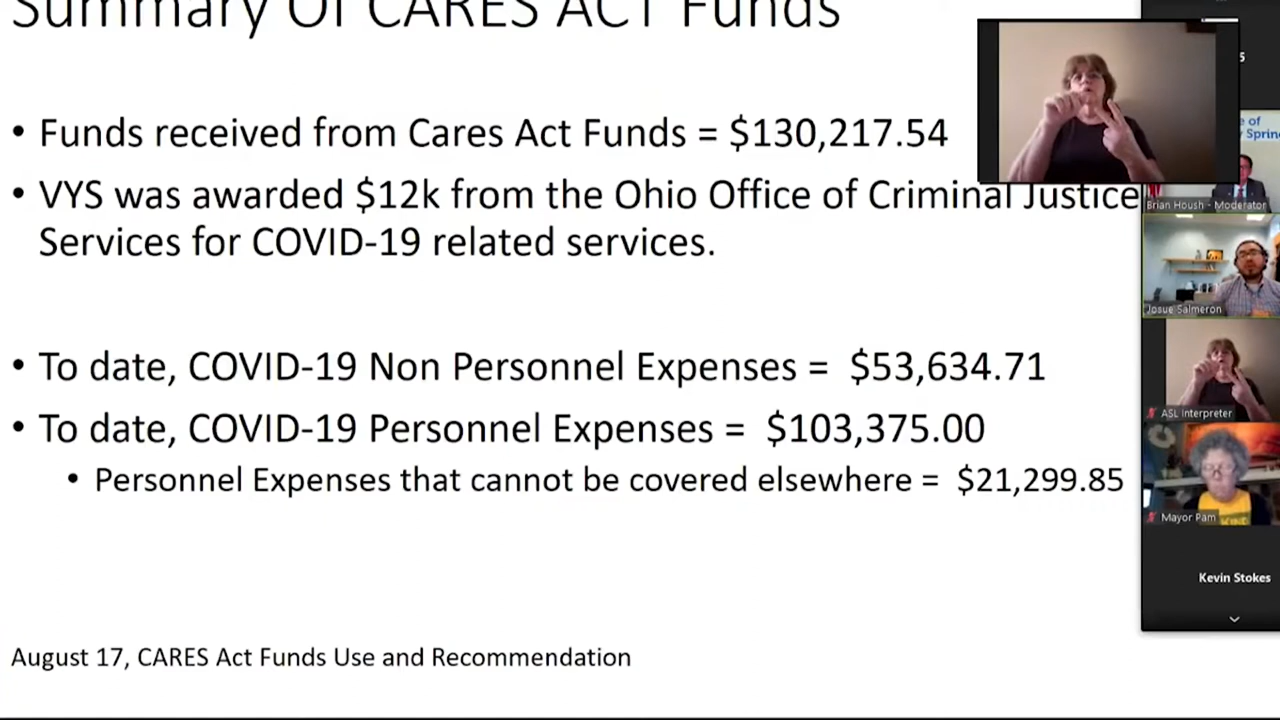 Summary Of CARES ACT Funds
• Funds received from Cares Act Funds = $130,217.54
• VYS was awarded $12k from the Ohio Office of Criminal Justice
Services for COVID-19 related services.
• To date, COVID-19 Non Personnel Expenses = $53,634.71
• To date, COVID-19 Personnel Expenses = $103,375.00
• Personnel Expenses that cannot be covered elsewhere = $21,299.85
August 17, CARES Act Funds Use and Recommendation
e of
Sprin
Brian Housh - Moderator
Josue Salmeron
ASL Interpreter
Mayor Pam
Kevin Stokes